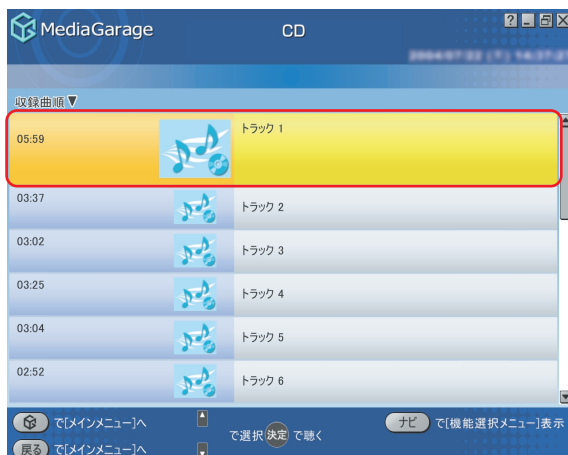 MediaGarage
CD
?
収録曲順▼
05:59
トラック 1
03:37
トラック 2
03:02
トラック 3
03:25
トラック 4
03:04
トラック 5
02:52
トラック 6
で[メインメニュー]へ
で選択 決定 で聴く
ナビ で[機能選択メニュー]表示
戻る で[メインメニュー]へ